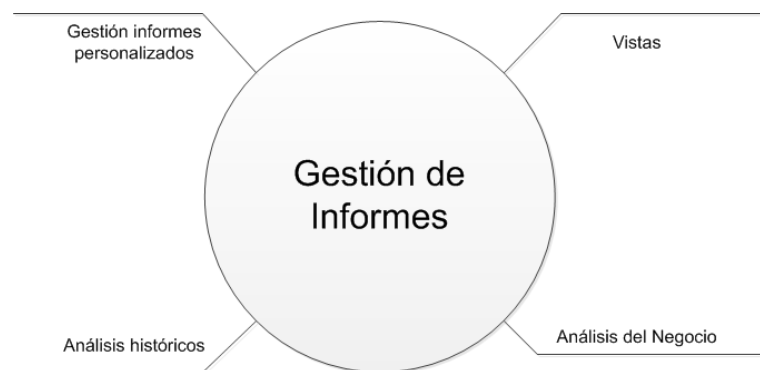 Gestión informes
personalizados
Vistas
Gestión de
Informes
Análisis históricos
Análisis del Negocio